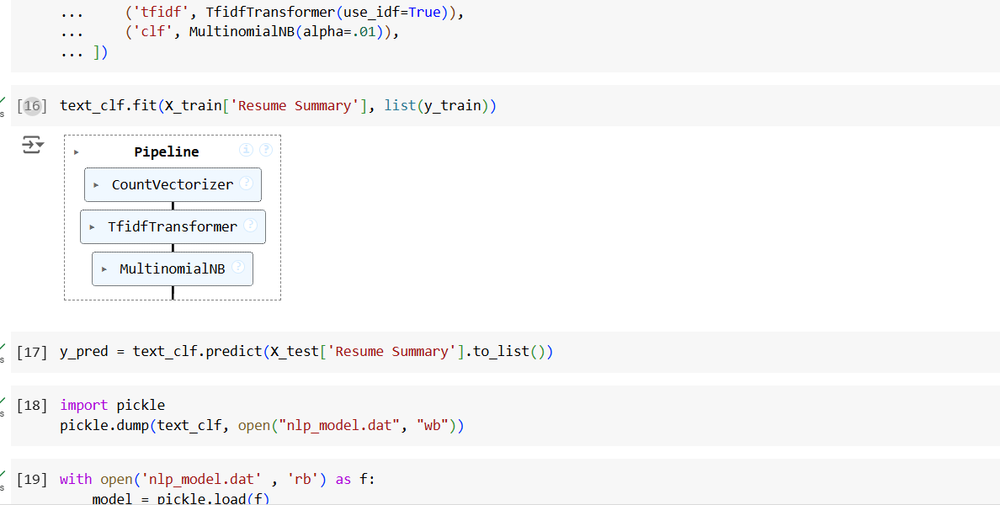 ...     ('tfidf', TfidfTransformer(use_idf=True)),
...     ('clf', MultinomialNB(alpha=.01)),
... ])
[16] text_clf.fit(X_train['Resume Summary'], list(y_train))
s
Pipeline i ?
CountVectorizer ?
TfidfTransformer ?
MultinomialNB ?
[17] y_pred = text_clf.predict(X_test['Resume Summary'].to_list())
s
[18] import pickle
s
pickle.dump(text_clf, open("nlp_model.dat", "wb"))
[19] with open('nlp_model.dat' , 'rb') as f:
s
    model = pickle.load(f)